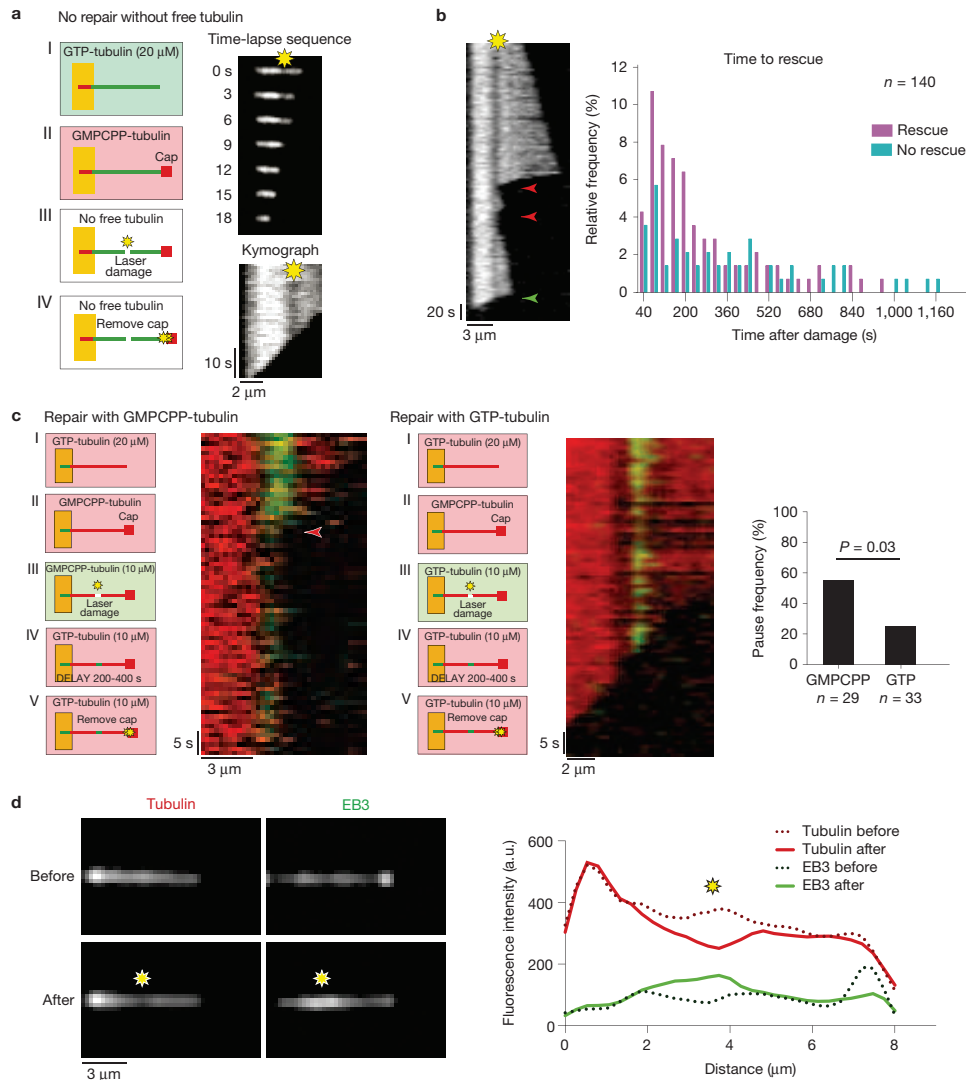 a
No repair without free tubulin
I
GTP-tubulin (20 μM)
II
GMPCPP-tubulin
Cap
III
No free tubulin
Laser
damage
IV
No free tubulin
Remove cap
Time-lapse sequence
0 s
3
6
9
12
15
18
Kymograph
10 s
2 μm
b
20 s
3 μm
Time to rescue
n = 140
Rescue
No rescue
Relative frequency (%)
12
10
8
6
4
2
0
40 200 360 520 680 840 1,000 1,160
Time after damage (s)
c
Repair with GMPCPP-tubulin
I
GTP-tubulin (20 μM)
II
GMPCPP-tubulin
Cap
III
GMPCPP-tubulin (10 μM)
Laser
damage
IV
GTP-tubulin (10 μM)
DELAY 200-400 s
V
GTP-tubulin (10 μM)
Remove cap
5 s
3 μm
Repair with GTP-tubulin
I
GTP-tubulin (20 μM)
II
GMPCPP-tubulin
Cap
III
GTP-tubulin (10 μM)
Laser
damage
IV
GTP-tubulin (10 μM)
DELAY 200-400 s
V
GTP-tubulin (10 μM)
Remove cap
5 s
2 μm
Pause frequency (%)
100
80
60
40
20
0
P = 0.03
GMPCPP GTP
n = 29 n = 33
d
Tubulin
EB3
Before
After
3 μm
Fluorescence intensity (a.u.)
600
400
200
0
0 2 4 6 8
Distance (μm)
Tubulin before
Tubulin after
EB3 before
EB3 after